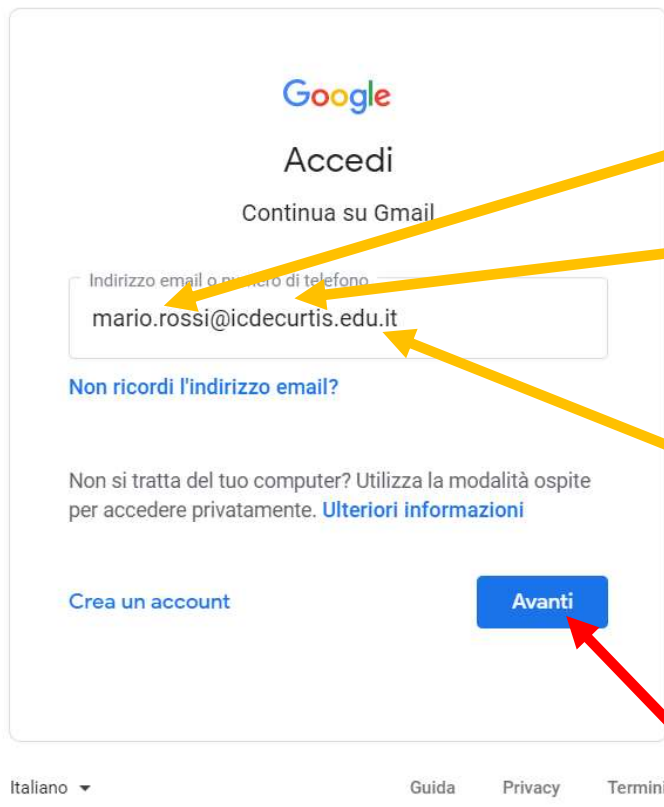 Google
Accedi
Continua su Gmail
Indirizzo email o numero di telefono
mario.rossi@icdecurtis.edu.it
Non ricordi l'indirizzo email?
Non si tratta del tuo computer? Utilizza la modalità ospite
per accedere privatamente. Ulteriori informazioni
Crea un account
Avanti
Italiano
Guida
Privacy
Termini